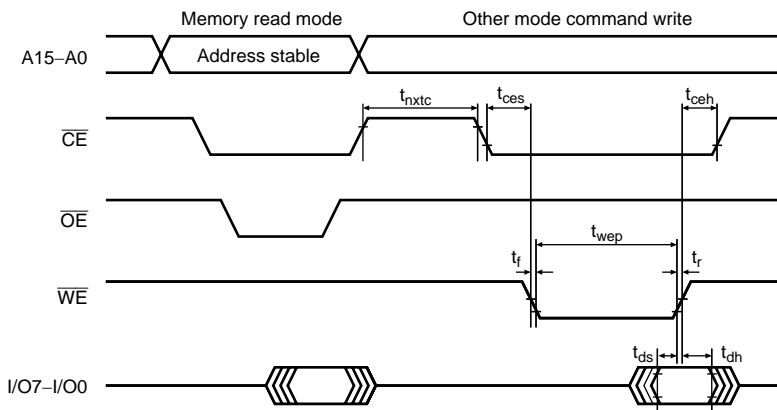 Memory read mode
Other mode command write
A15–A0
Address stable
tnxtc
tces
tceh
CE
OE
twep
tf
tr
WE
tds
tdh
I/O7–I/O0